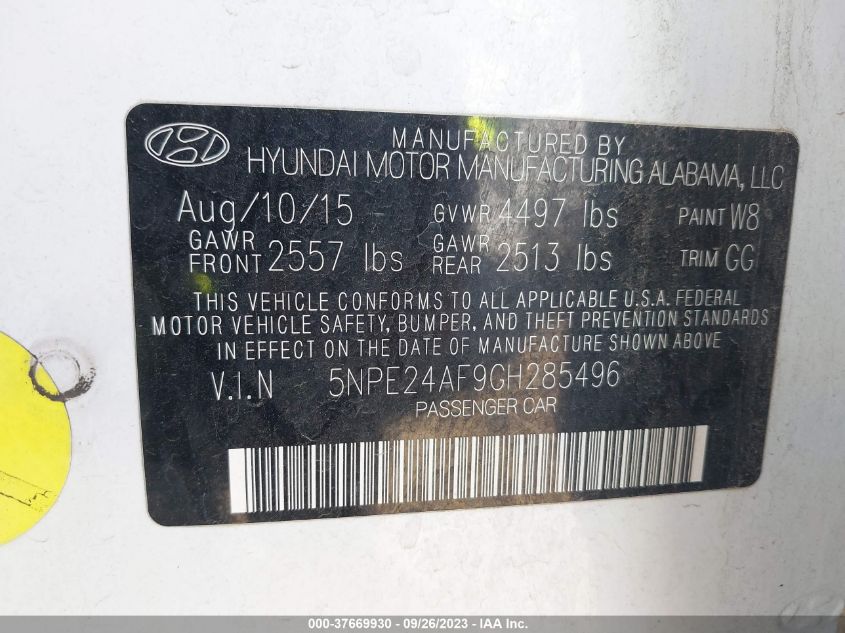 MANUFACTURED BY
HYUNDAI MOTOR MANUFACTURING ALABAMA, LLC
Aug/10/15 GVWR 4497 lbs PAINT W8
GAWR FRONT 2557 lbs GAWR REAR 2513 lbs TRIM GG
THIS VEHICLE CONFORMS TO ALL APPLICABLE U.S.A. FEDERAL
MOTOR VEHICLE SAFETY, BUMPER, AND THEFT PREVENTION STANDARDS
IN EFFECT ON THE DATE OF MANUFACTURE SHOWN ABOVE.
V.I.N 5NPE24AF9GH285496
PASSENGER CAR
000-37669930 - 09/26/2023 - IAA Inc.